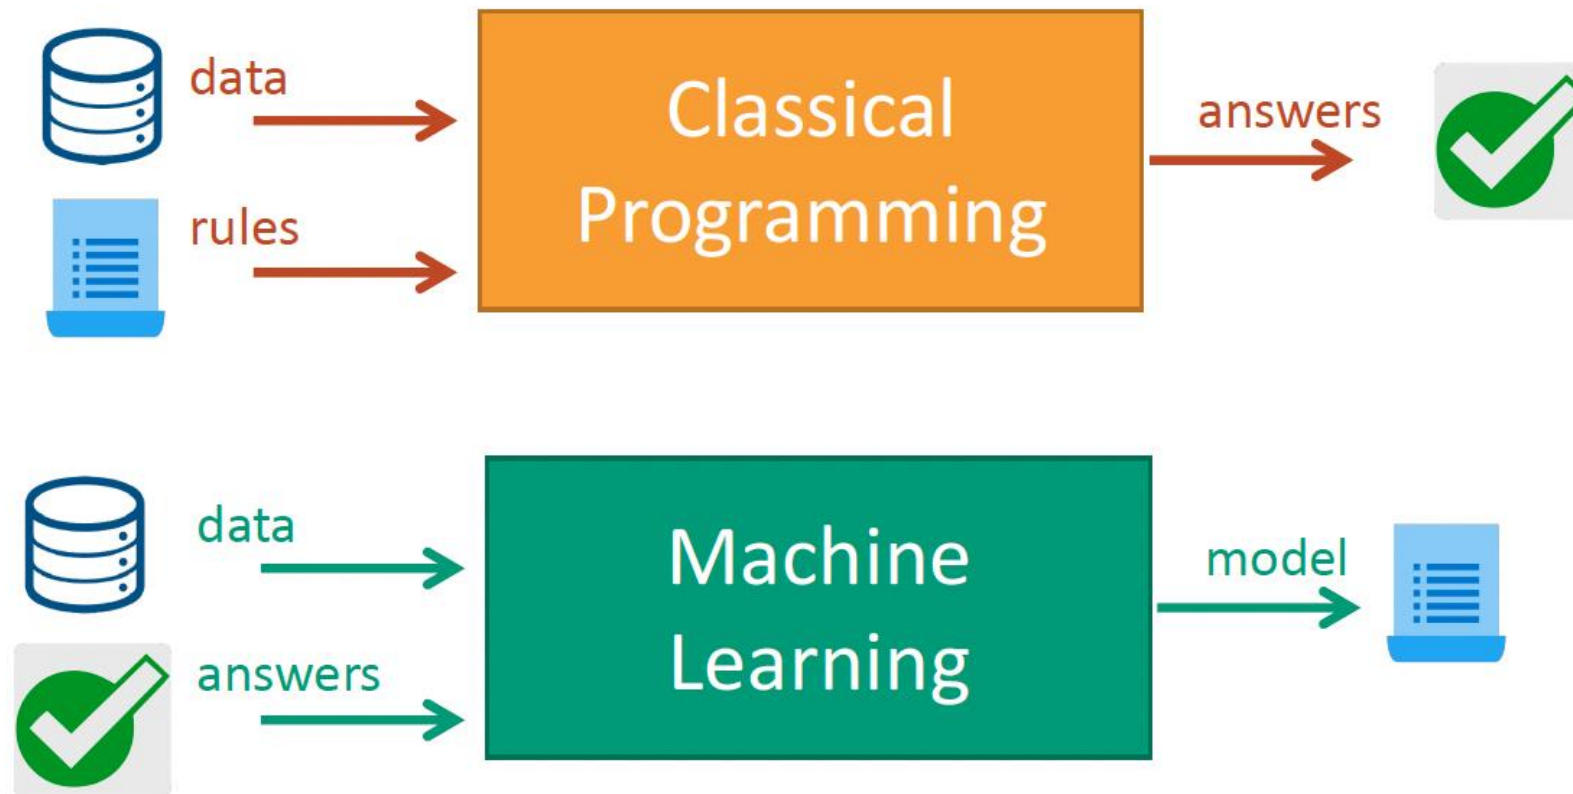 data
rules
Classical
Programming
answers
data
answers
Machine
Learning
model